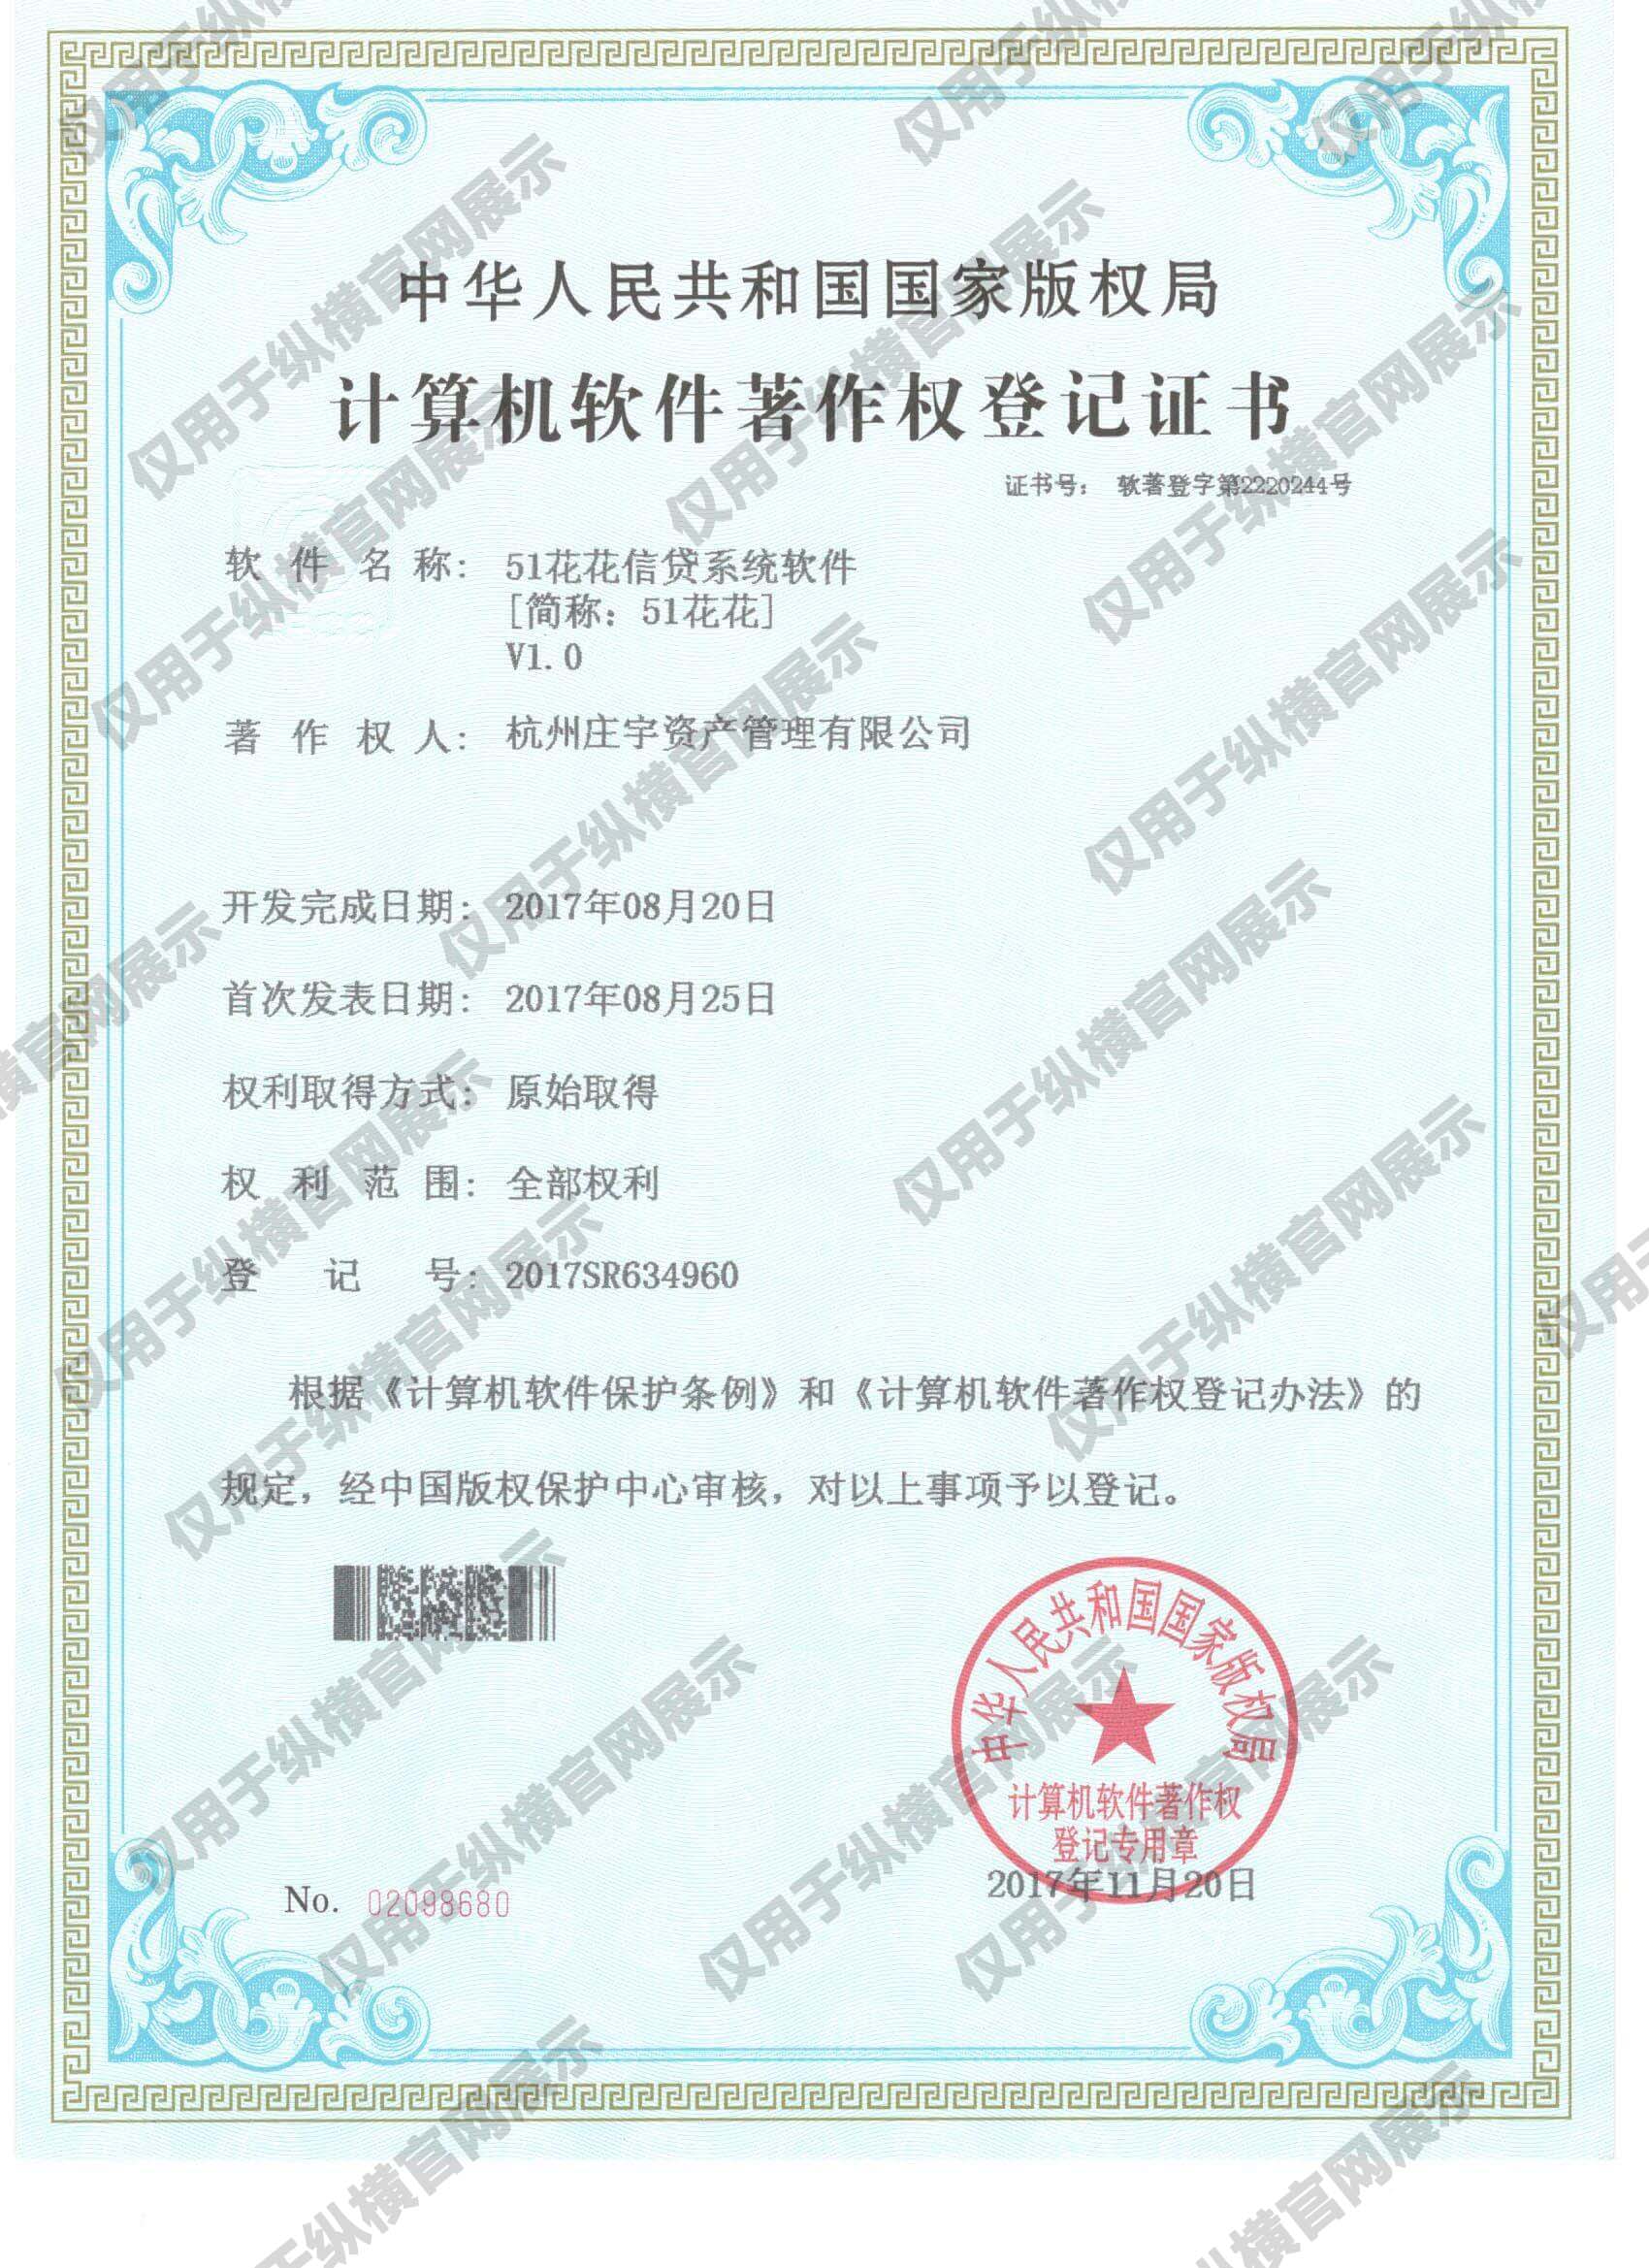 中华人民共和国国家版权局
计算机软件著作权登记证书
证书号： 软著登字第2220244号
软件名称： 51花花信贷系统软件
[简称：51花花]
V1.0
著作权人： 杭州庄宇资产管理有限公司
开发完成日期： 2017年08月20日
首次发表日期： 2017年08月25日
权利取得方式： 原始取得
权利范围： 全部权利
登记号： 2017SR634960
根据《计算机软件保护条例》和《计算机软件著作权登记办法》的
规定，经中国版权保护中心审核，对以上事项予以登记。
中华人民共和国国家版权局
计算机软件著作权
登记专用章
2017年11月20日
No. 02098680
仅用于纵横官网展示